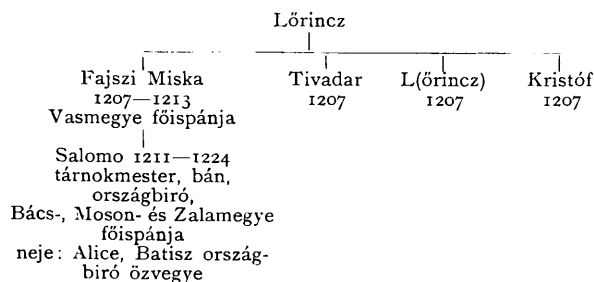 Lőrincz
Fajszi Miska Tivadar L(őrincz) Kristóf
1207—1213 1207 1207 1207
Vasmegye főispánja
Salomo 1211—1224
tárnokmester, bán,
országbiró,
Bács-, Moson- és Zalamegye
főispánja
neje: Alice, Batisz ország-
biró özvegye